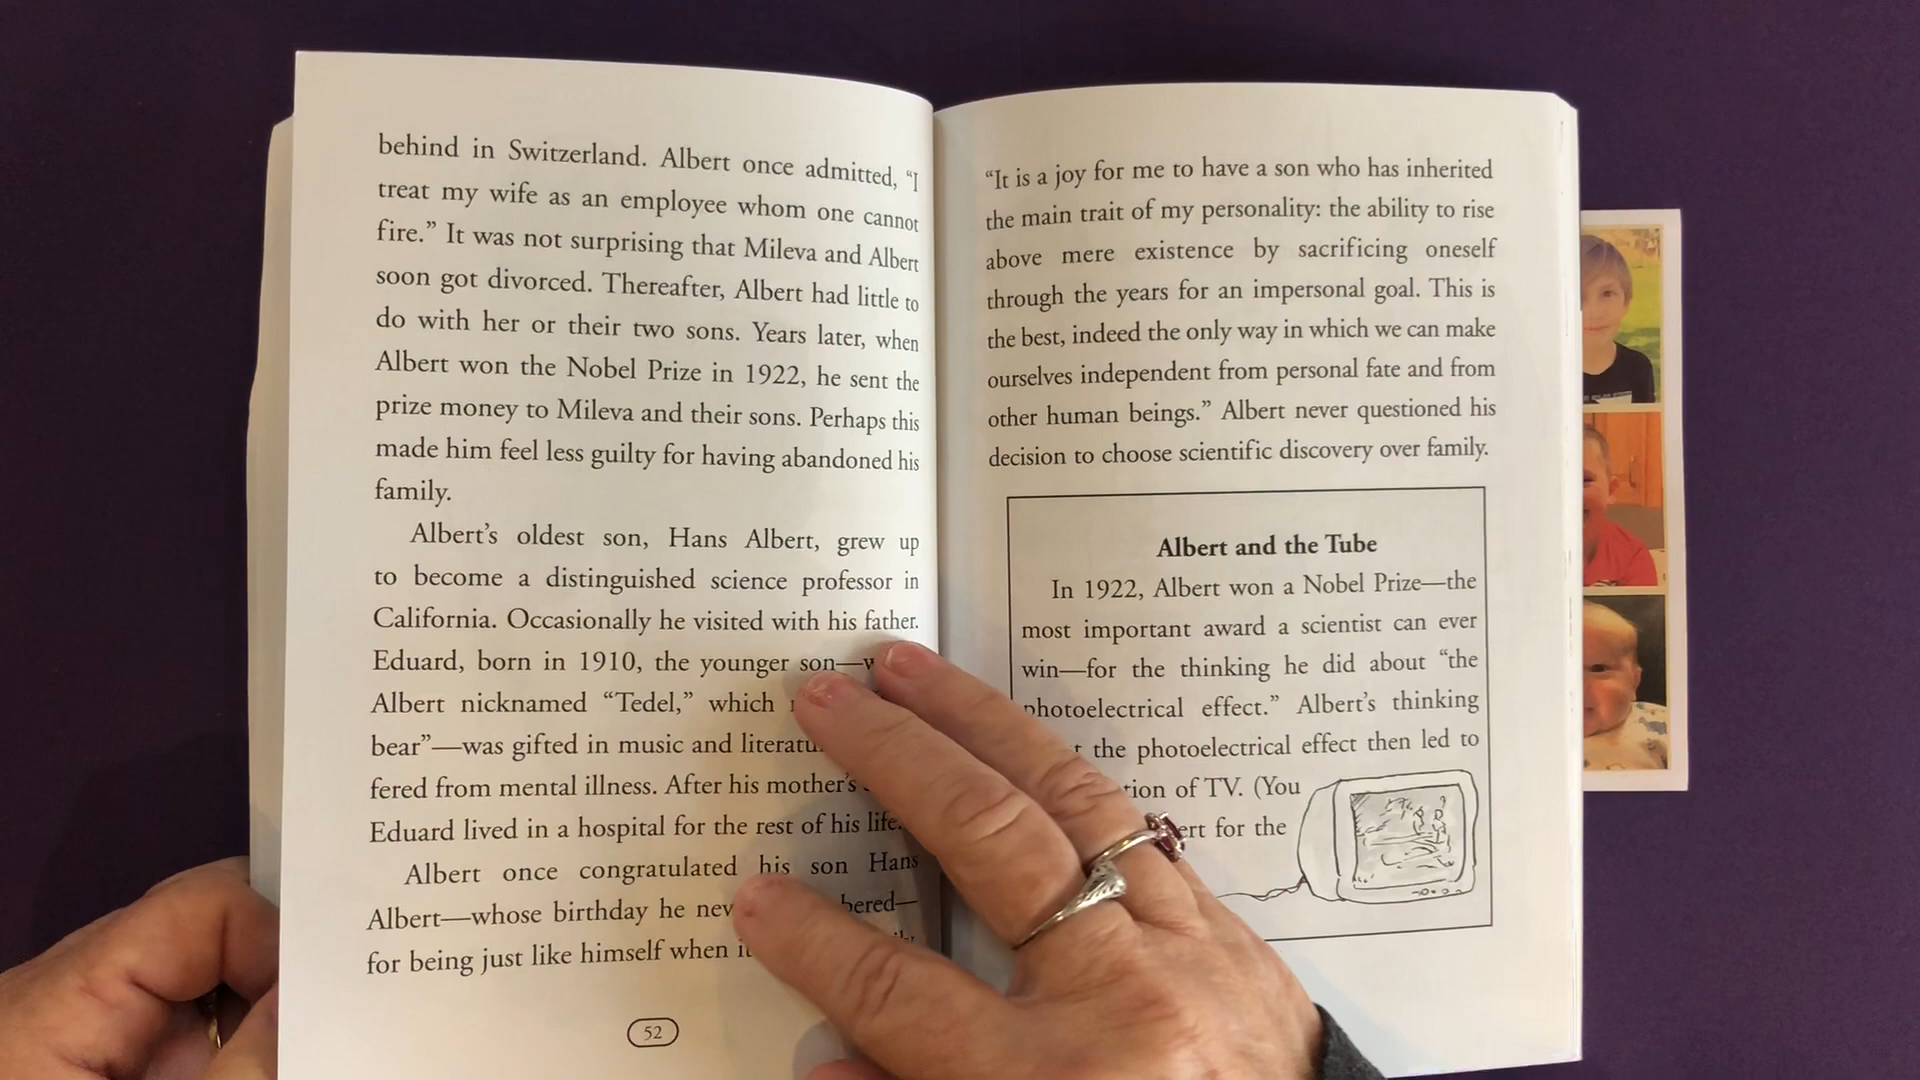 behind in Switzerland. Albert once admitted, “I
treat my wife as an employee whom one cannot
fire.” It was not surprising that Mileva and Albert
soon got divorced. Thereafter, Albert had little to
do with her or their two sons. Years later, when
Albert won the Nobel Prize in 1922, he sent the
prize money to Mileva and their sons. Perhaps this
made him feel less guilty for having abandoned his
family.
Albert’s oldest son, Hans Albert, grew up
to become a distinguished science professor in
California. Occasionally he visited with his father.
Eduard, born in 1910, the younger son—
Albert nicknamed “Tedel,” which
bear”—was gifted in music and
fered from mental illness. After his mother’s
Eduard lived in a hospital for the rest of his life.
Albert once congratulated his son Hans
Albert—whose birthday he
for being just like himself when
52
“It is a joy for me to have a son who has inherited
the main trait of my personality: the ability to rise
above mere existence by sacrificing oneself
through the years for an impersonal goal. This is
the best, indeed the only way in which we can make
ourselves independent from personal fate and from
other human beings.” Albert never questioned his
decision to choose scientific discovery over family.
Albert and the Tube
In 1922, Albert won a Nobel Prize—the
most important award a scientist can ever
win—for the thinking he did about “the
photoelectrical effect.” Albert’s thinking
the photoelectrical effect then led to
of TV. (You
for the